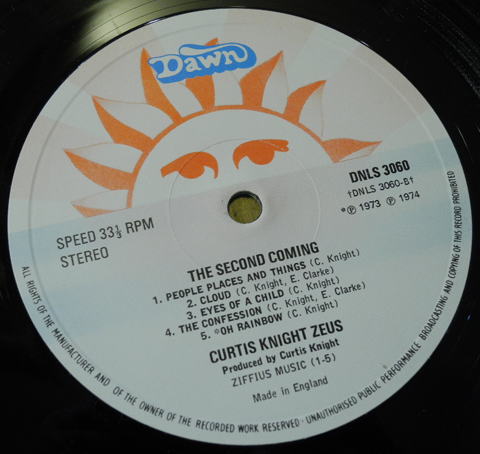 Dawn
SPEED 33⅓ RPM
STEREO
DNLS 3060
†DNLS 3060-B†
*℗ 1973 ℗ 1974
THE SECOND COMING
1. PEOPLE PLACES AND THINGS (C. Knight)
2. CLOUD (C. Knight, E. Clarke)
3. EYES OF A CHILD (C. Knight)
4. THE CONFESSION (C. Knight, E. Clarke)
5. *OH RAINBOW (C. Knight)
CURTIS KNIGHT ZEUS
Produced by Curtis Knight
ZIFFIUS MUSIC (1-5)
Made in England
ALL RIGHTS OF THE MANUFACTURER AND OF THE OWNER OF THE RECORDED WORK RESERVED · UNAUTHORISED PUBLIC PERFORMANCE BROADCASTING AND COPYING OF THIS RECORD PROHIBITED